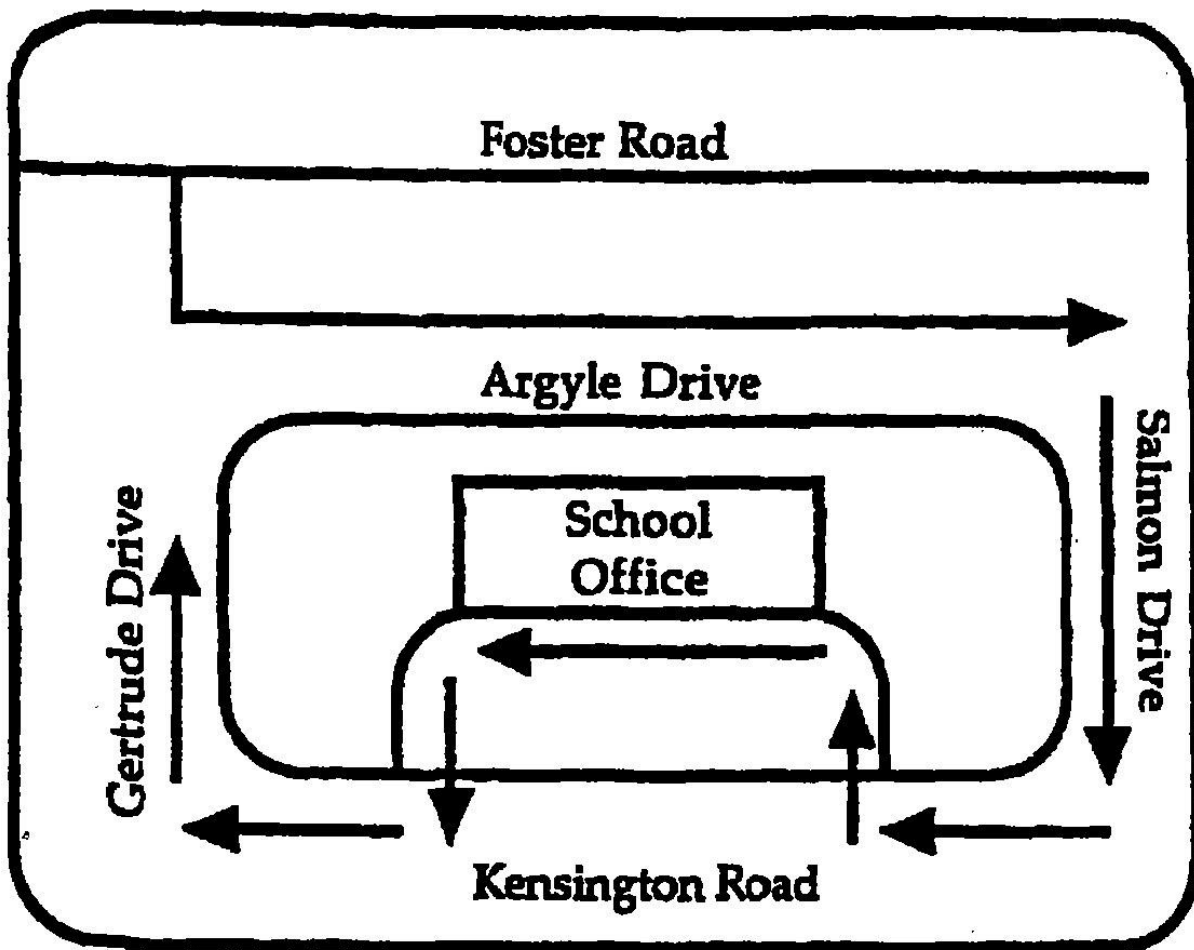 Foster Road
Argyle Drive
School
Office
Salmon Drive
Gertrude Drive
Kensington Road